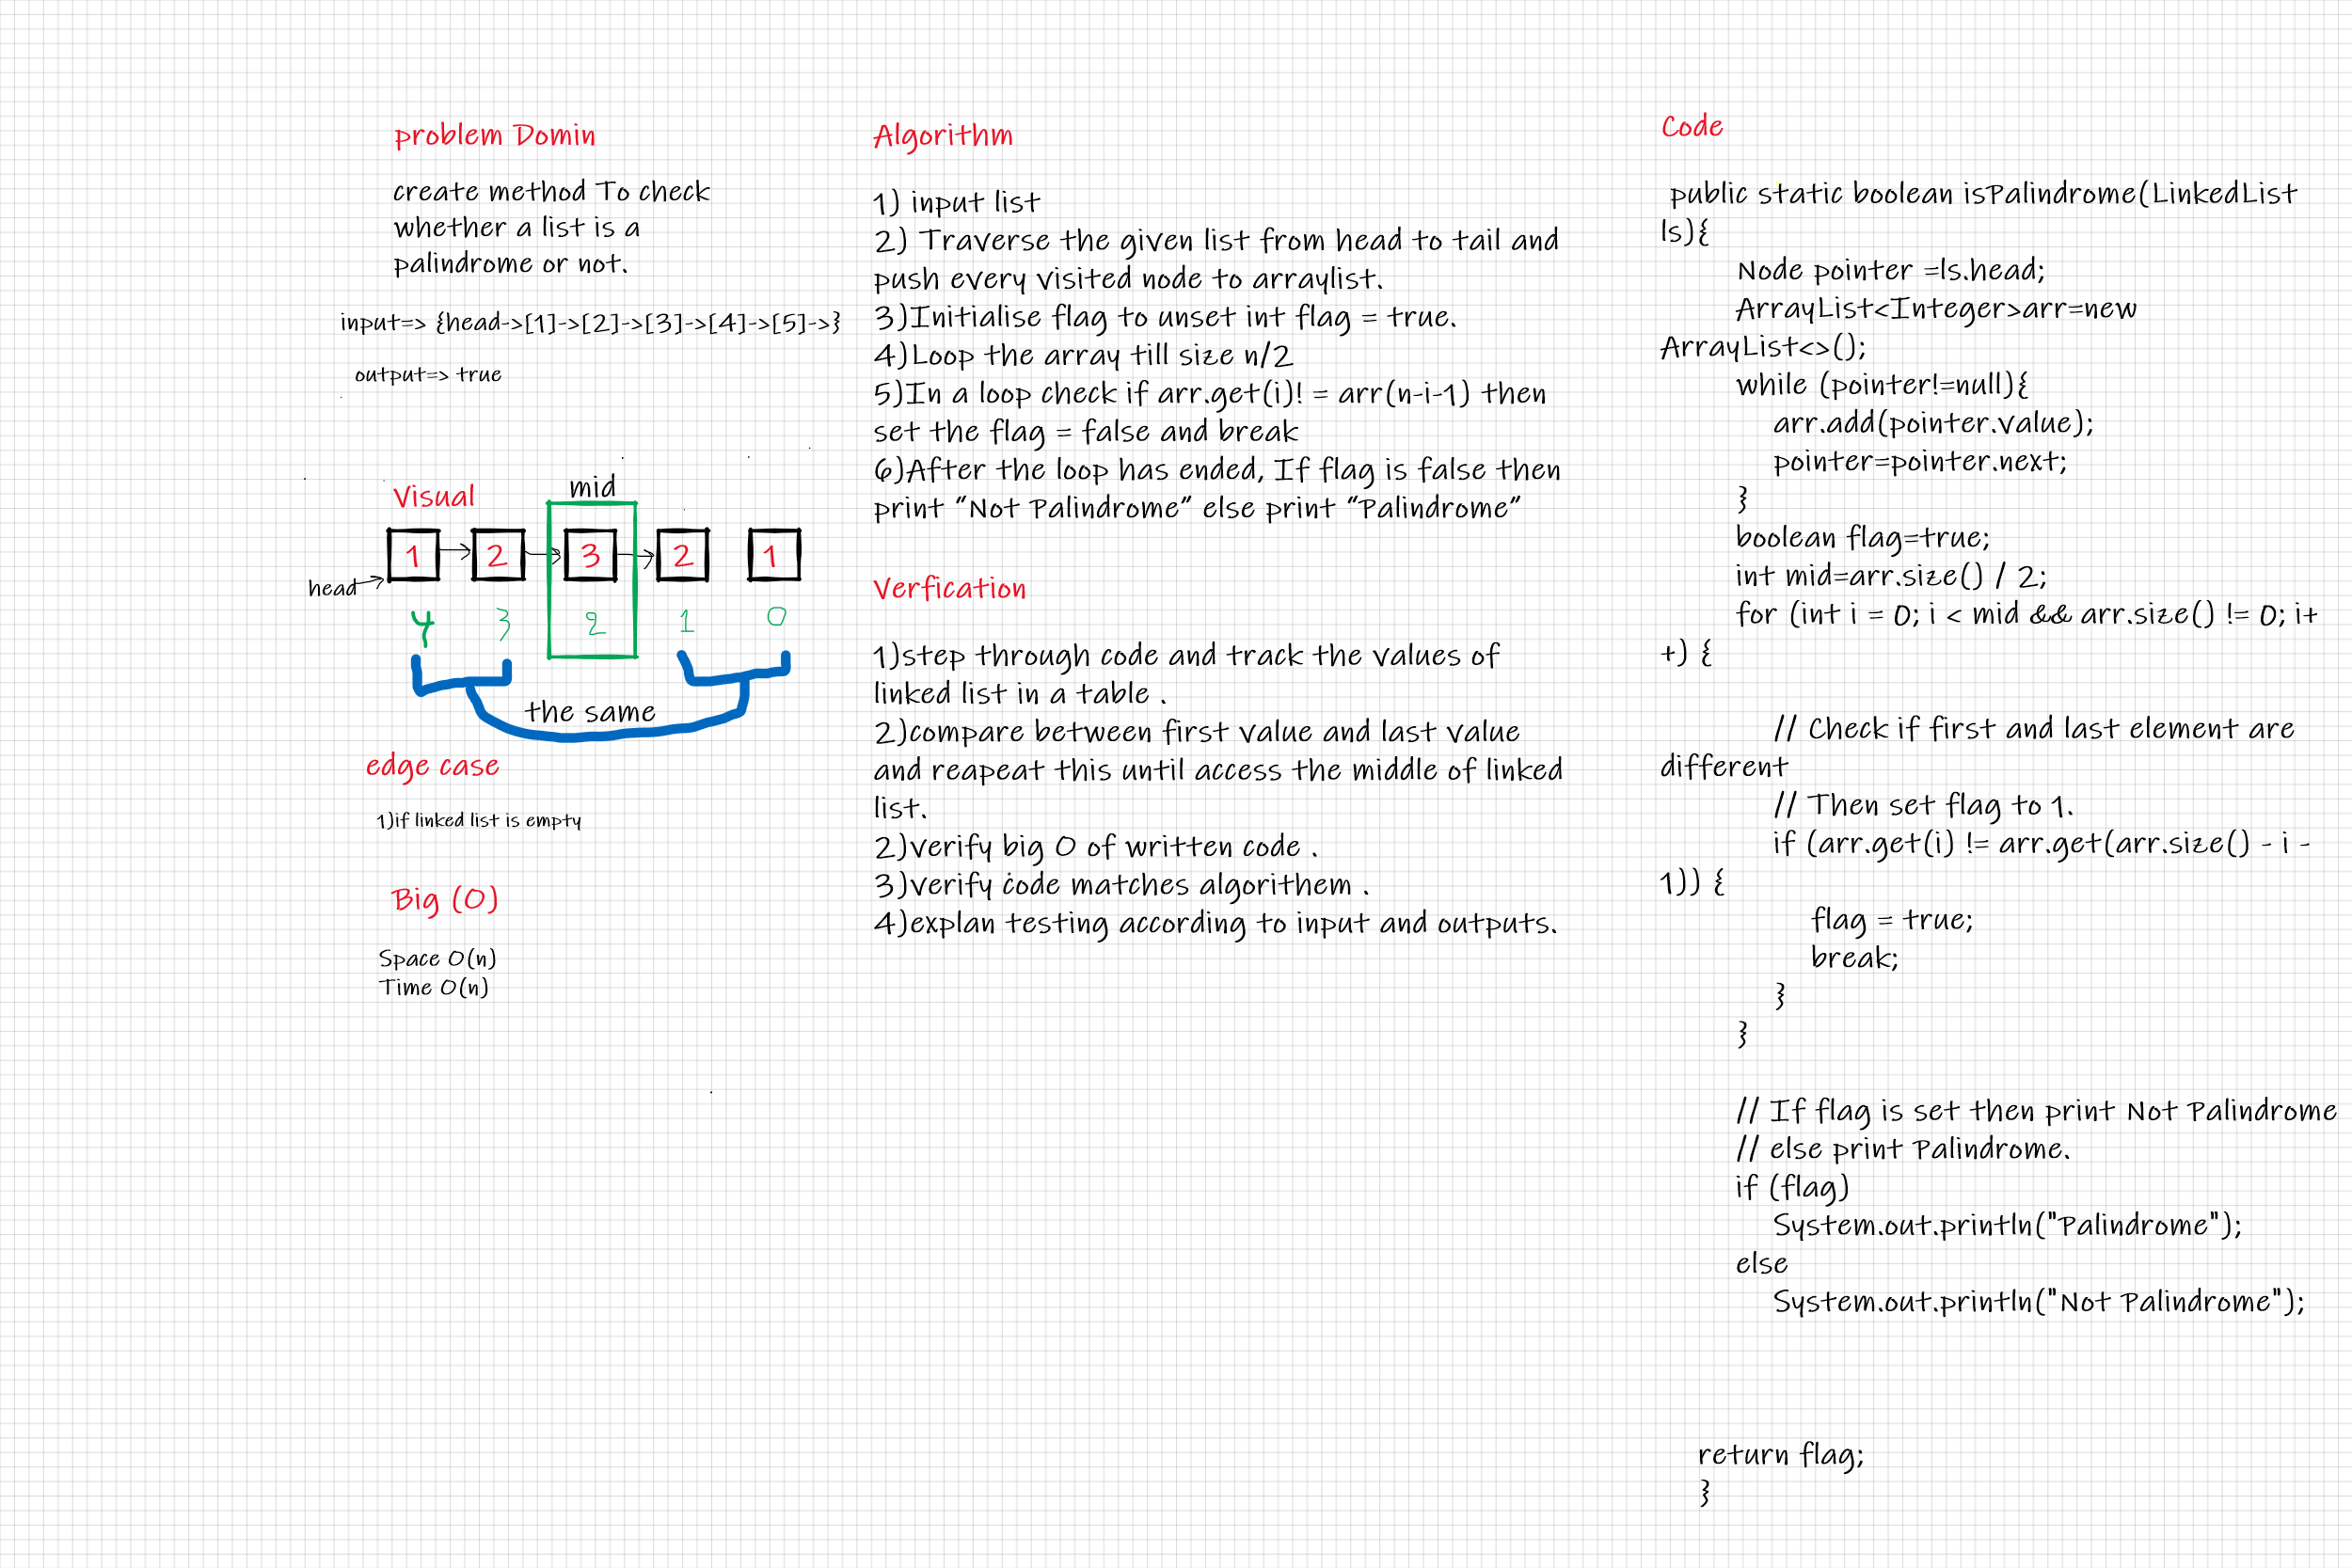 problem Domin
create method To check
whether a list is a
palindrome or not.
input=> {head->[1]->[2]->[3]->[4]->[5]->}
output=> true
Visual
mid
1
2
3
2
1
head
4
3
2
1
0
the same
edge case
1)if linked list is empty
Big (O)
Space O(n)
Time O(n)
Algorithm
1) input list
2) Traverse the given list from head to tail and
push every visited node to arraylist.
3)Initialise flag to unset int flag = true.
4)Loop the array till size n/2
5)In a loop check if arr.get(i)! = arr(n-i-1) then
set the flag = false and break
6)After the loop has ended, If flag is false then
print “Not Palindrome” else print “Palindrome”
Verfication
1)step through code and track the values of
linked list in a table .
2)compare between first value and last value
and reapeat this until access the middle of linked
list.
2)verify big O of written code .
3)verify code matches algorithem .
4)explan testing according to input and outputs.
Code
public static boolean isPalindrome(LinkedList
ls){
Node pointer =ls.head;
ArrayList<Integer>arr=new
ArrayList<>();
while (pointer!=null){
arr.add(pointer.value);
pointer=pointer.next;
}
boolean flag=true;
int mid=arr.size() / 2;
for (int i = 0; i < mid && arr.size() != 0; i+
+) {
// Check if first and last element are
different
// Then set flag to 1.
if (arr.get(i) != arr.get(arr.size() - i -
1)) {
flag = true;
break;
}
}
// If flag is set then print Not Palindrome
// else print Palindrome.
if (flag)
System.out.println("Palindrome");
else
System.out.println("Not Palindrome");
return flag;
}